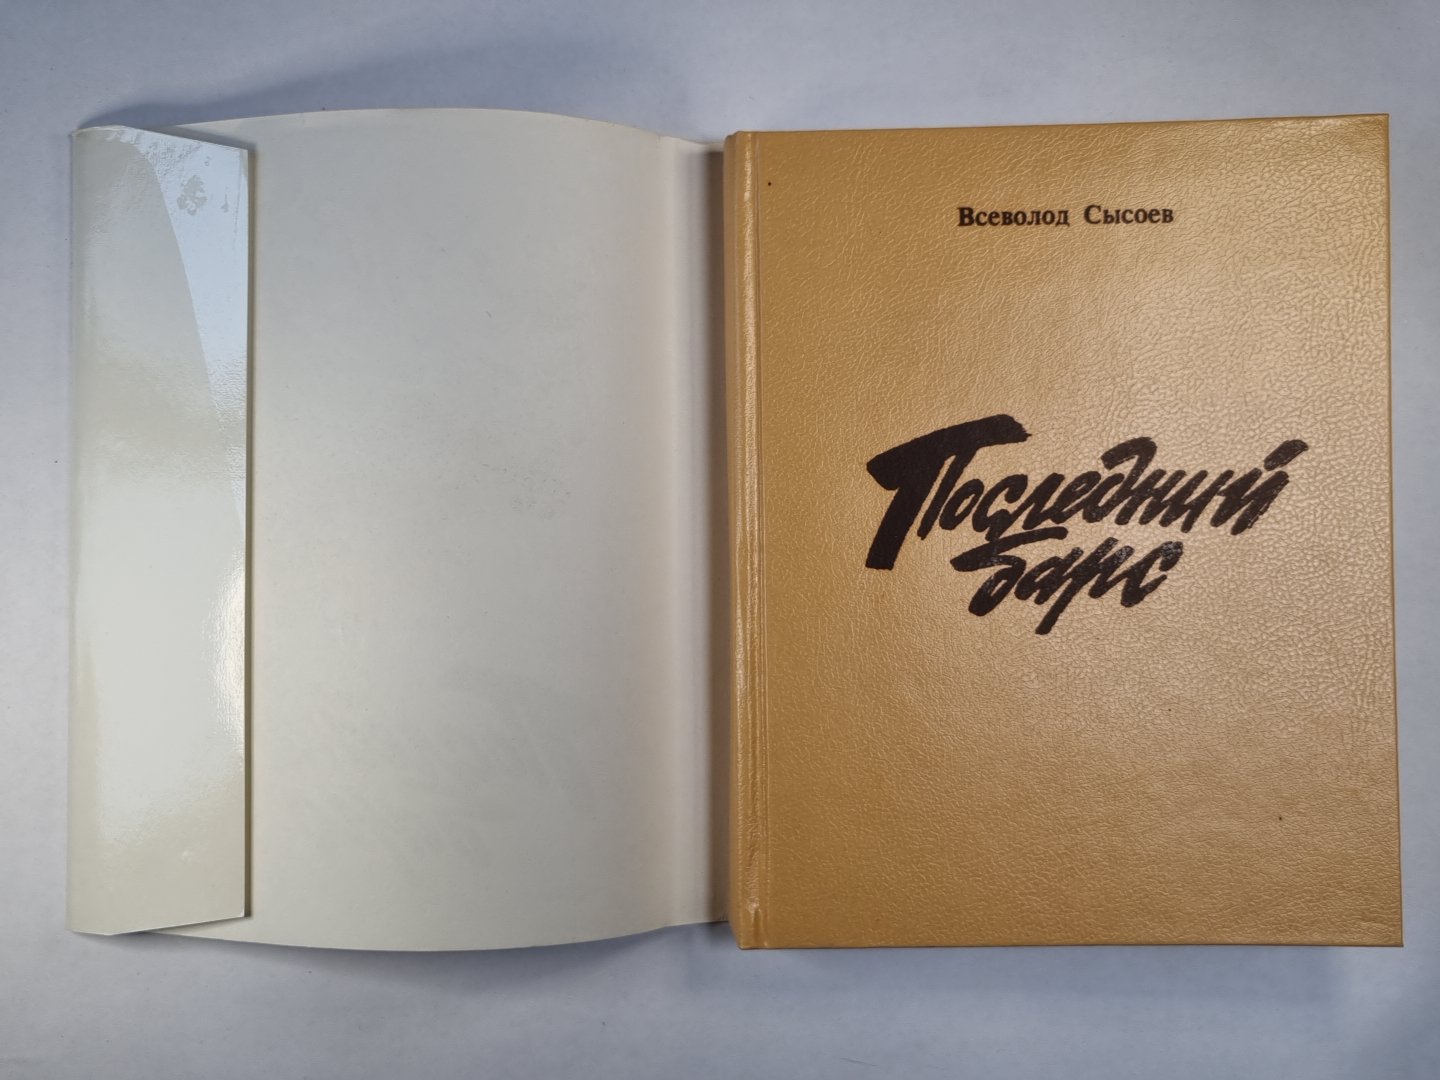 Всеволод Сысоев
Последний
барс